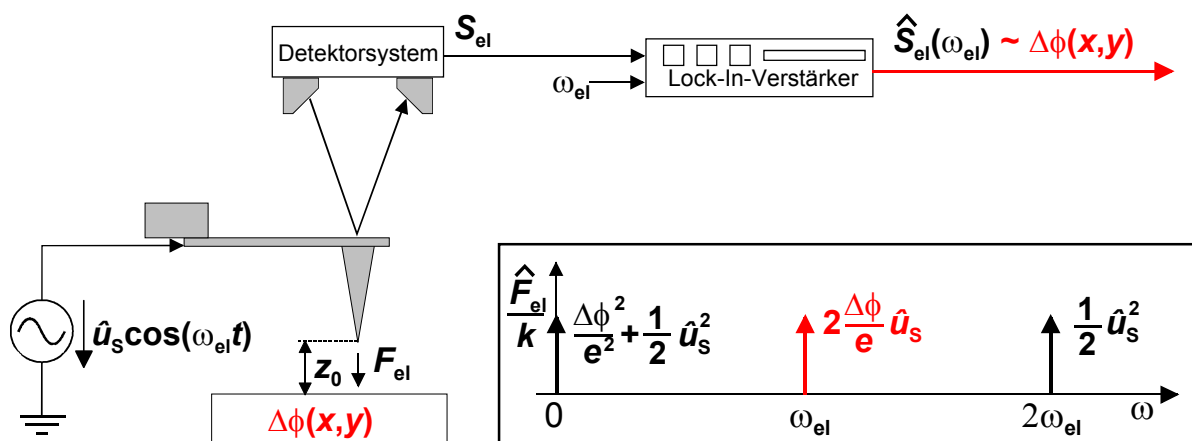 S_el
Detektorsystem
Ŝ_el(ω_el) ~ Δϕ(x,y)
ω_el
Lock-In-Verstärker
û_S cos(ω_el t)
z_0
F_el
Δϕ(x,y)
F̂_el/k
Δϕ²/e² + 1/2 û_S²
2 Δϕ/e û_S
1/2 û_S²
0
ω_el
2ω_el
ω